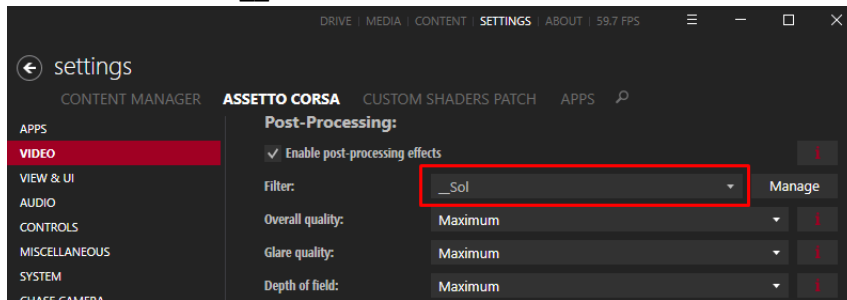 DRIVE | MEDIA | CONTENT | SETTINGS | ABOUT | 59.7 FPS
settings
CONTENT MANAGER ASSETTO CORSA CUSTOM SHADERS PATCH APPS
APPS
Post-Processing:
VIDEO
Enable post-processing effects
VIEW & UI
Filter: __Sol Manage
AUDIO
Overall quality: Maximum
CONTROLS
MISCELLANEOUS
Glare quality: Maximum
SYSTEM
Depth of field: Maximum
CHASE CAMERA